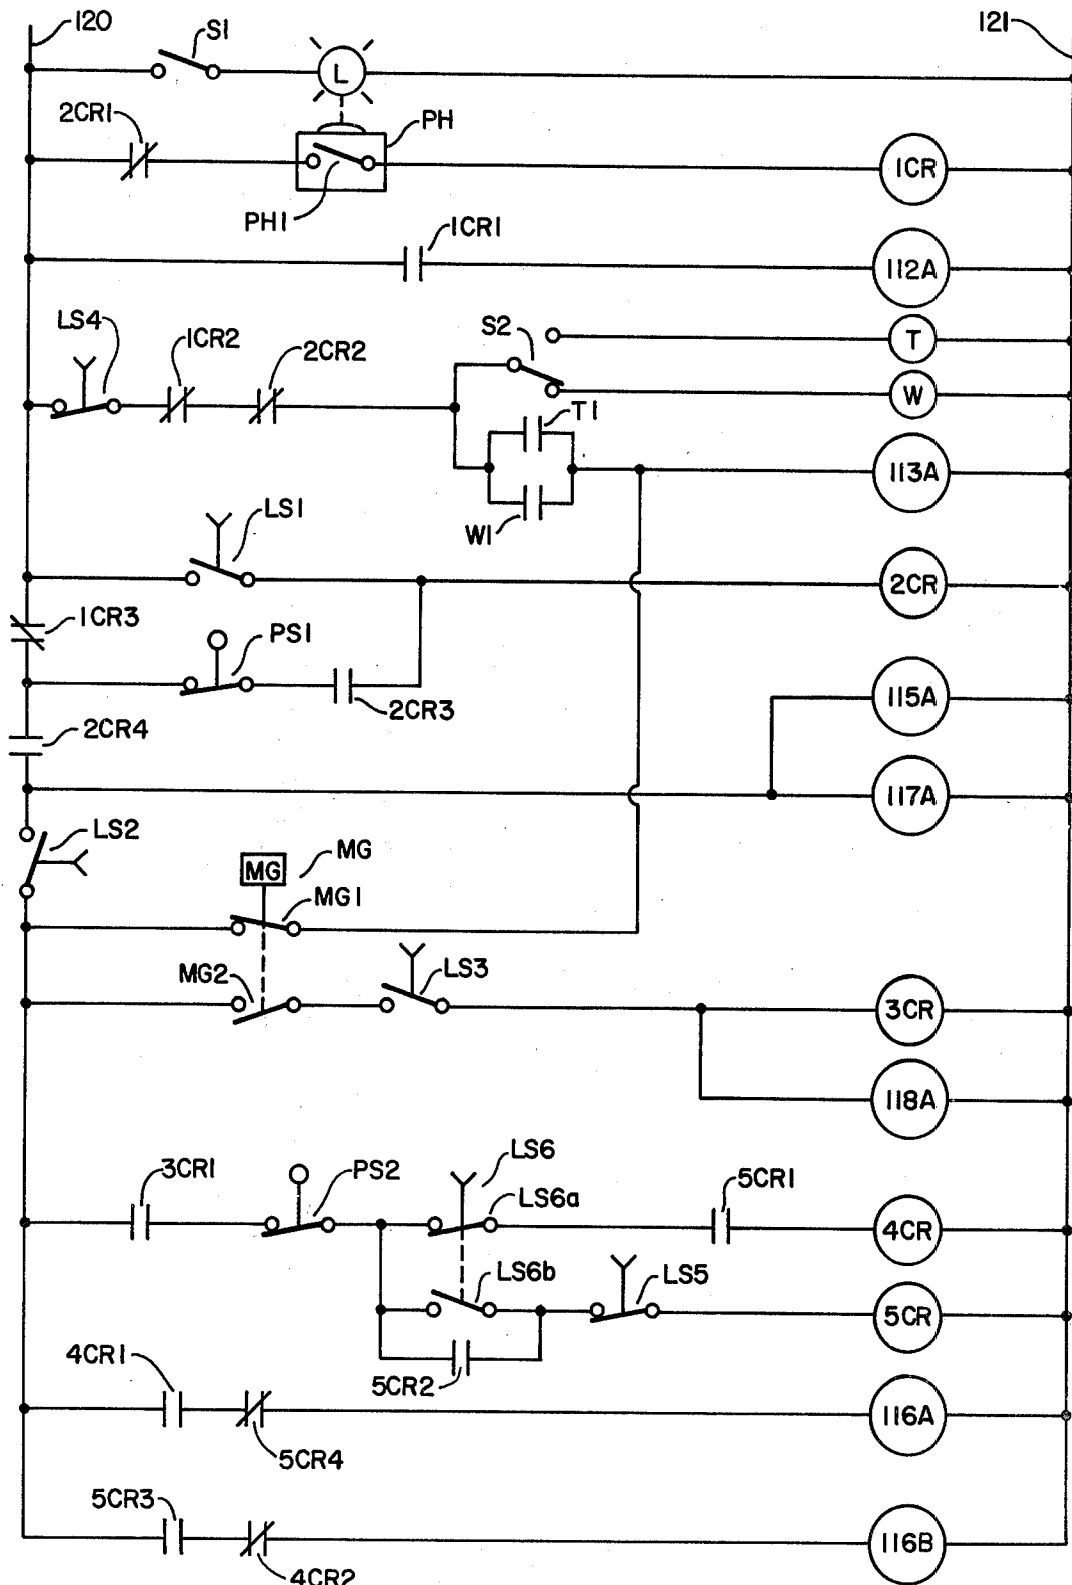 120
S1
121
L
2CR1
PH
1CR
PH1
1CR1
112A
LS4
1CR2
2CR2
S2
T
W
T1
113A
W1
LS1
2CR
1CR3
PS1
2CR3
115A
2CR4
117A
LS2
MG
MG
MG1
MG2
LS3
3CR
118A
3CR1
PS2
LS6
LS6a
5CR1
4CR
LS6b
LS5
5CR
4CR1
5CR2
116A
5CR4
5CR3
116B
4CR2